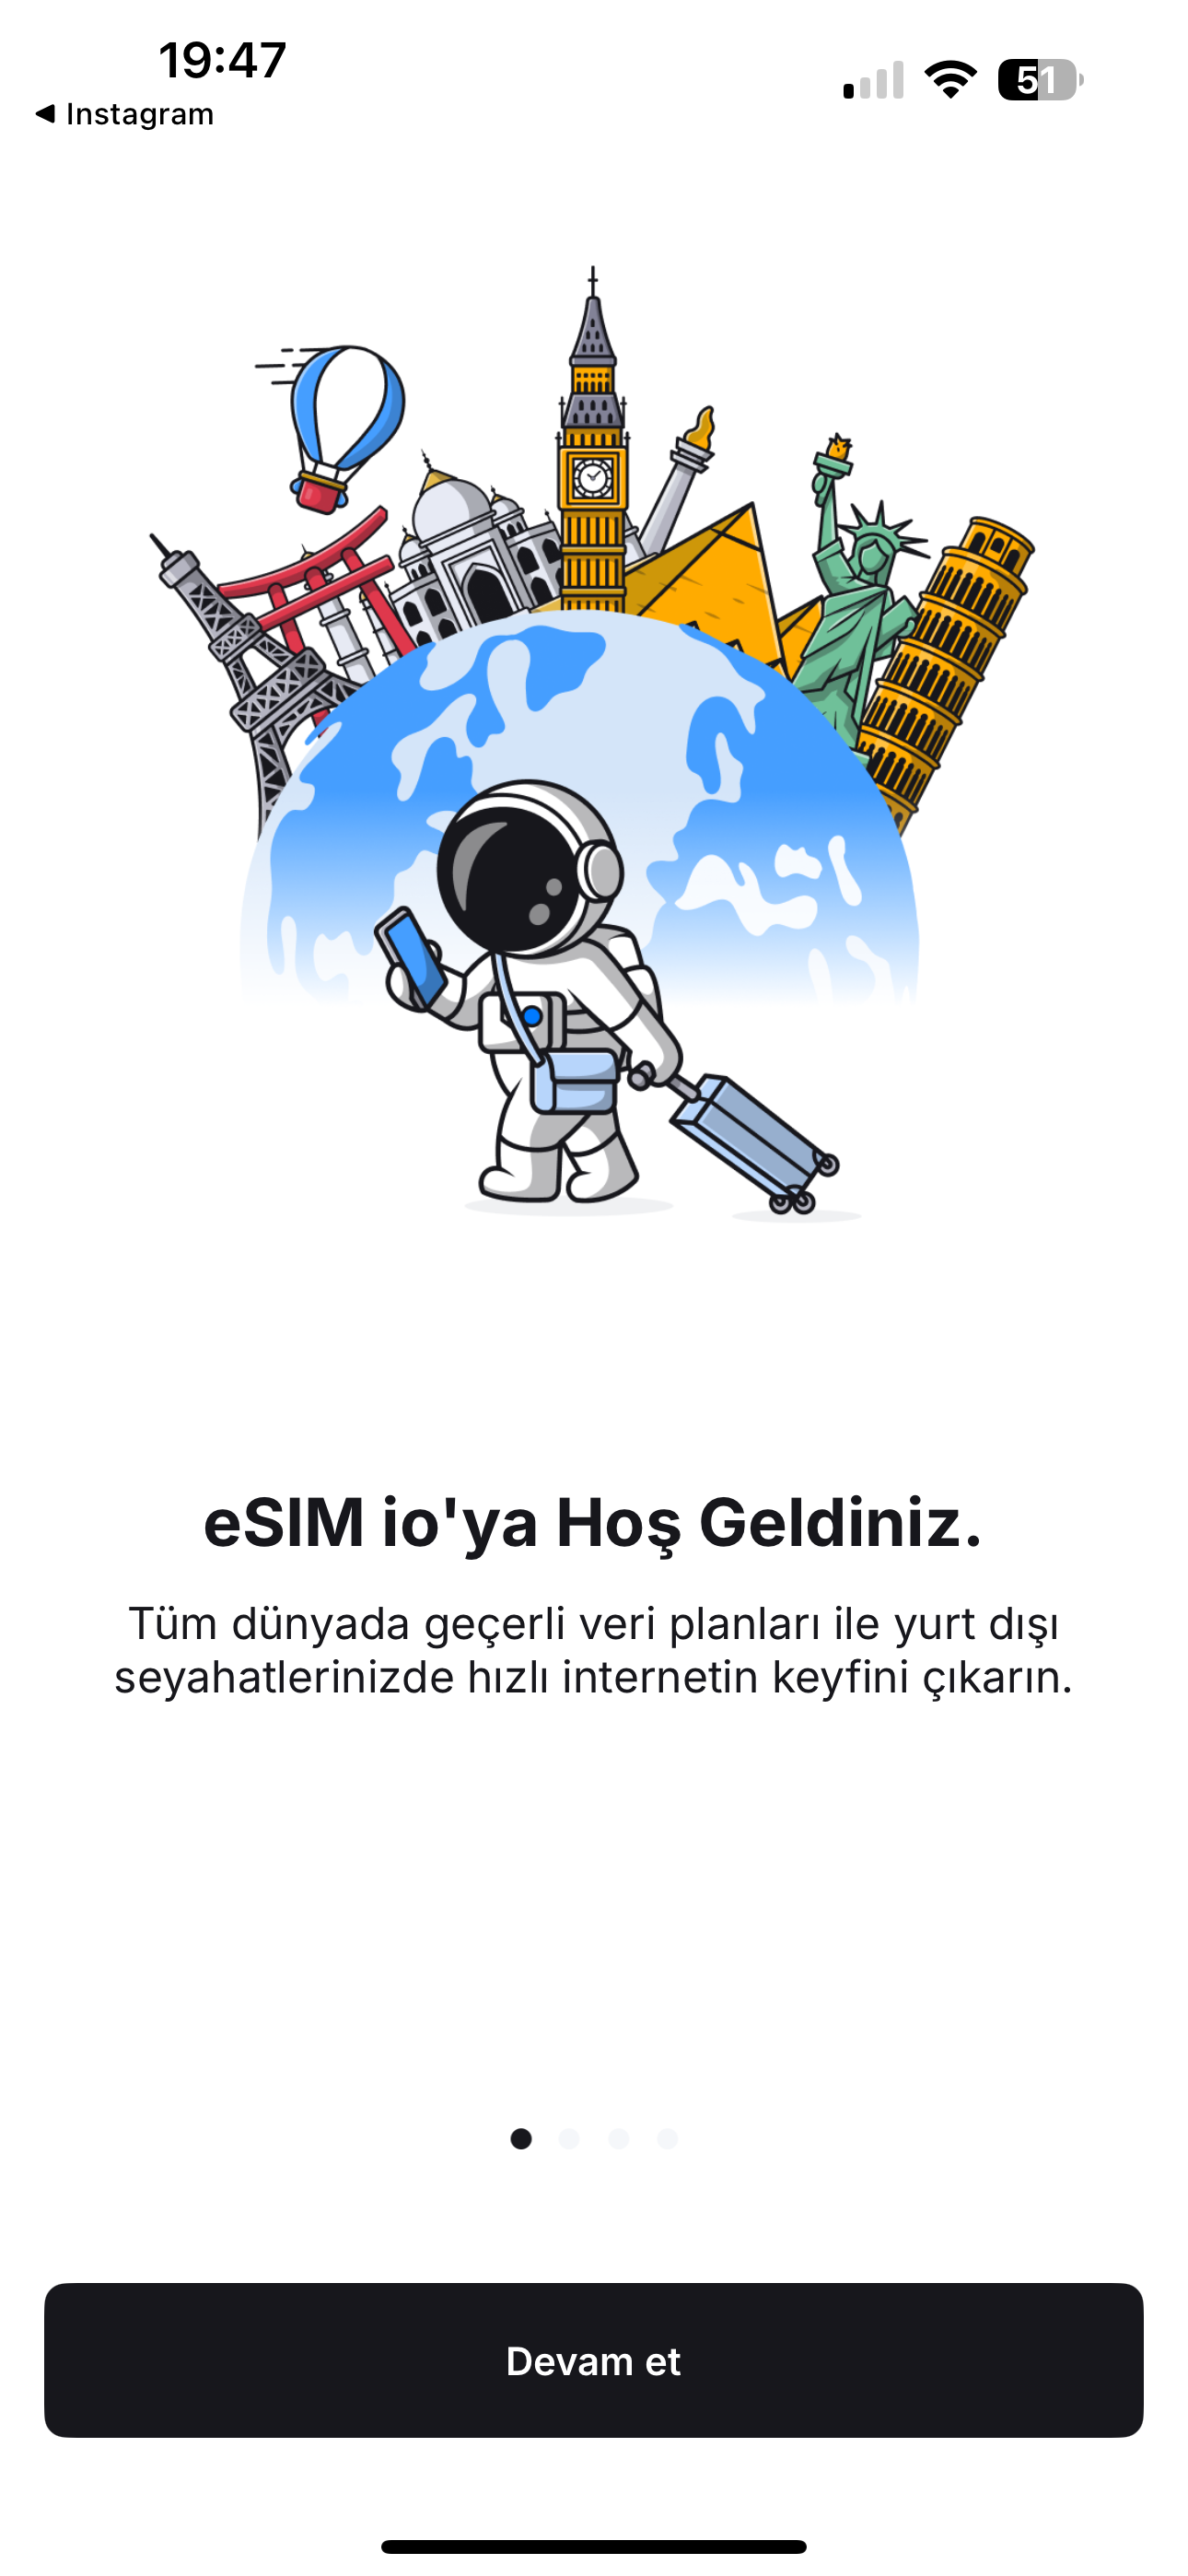 19:47
51
◀ Instagram
eSIM io'ya Hoş Geldiniz.
Tüm dünyada geçerli veri planları ile yurt dışı
seyahatlerinizde hızlı internetin keyfini çıkarın.
Devam et